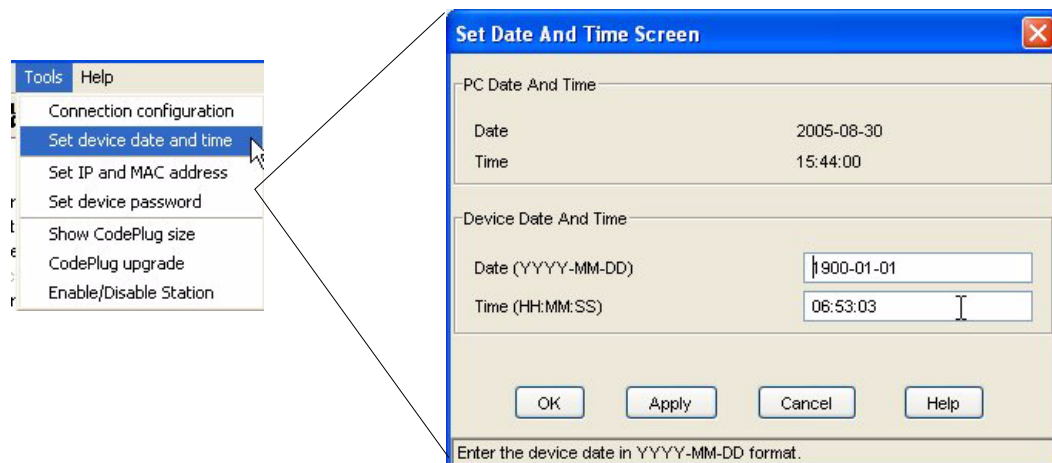 Tools Help
Connection configuration
Set device date and time
Set IP and MAC address
Set device password
Show CodePlug size
CodePlug upgrade
Enable/Disable Station
Set Date And Time Screen
PC Date And Time
Date 2005-08-30
Time 15:44:00
Device Date And Time
Date (YYYY-MM-DD) 1900-01-01
Time (HH:MM:SS) 06:53:03
OK Apply Cancel Help
Enter the device date in YYYY-MM-DD format.